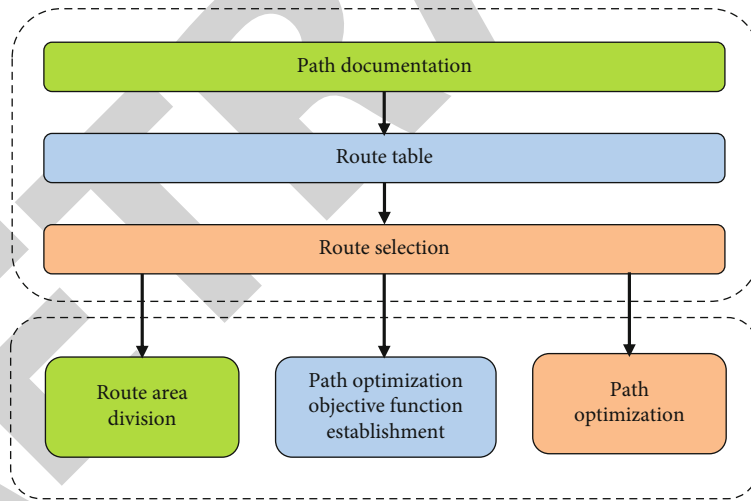 Path documentation
Route table
Route selection
Route area
division
Path optimization
objective function
establishment
Path
optimization